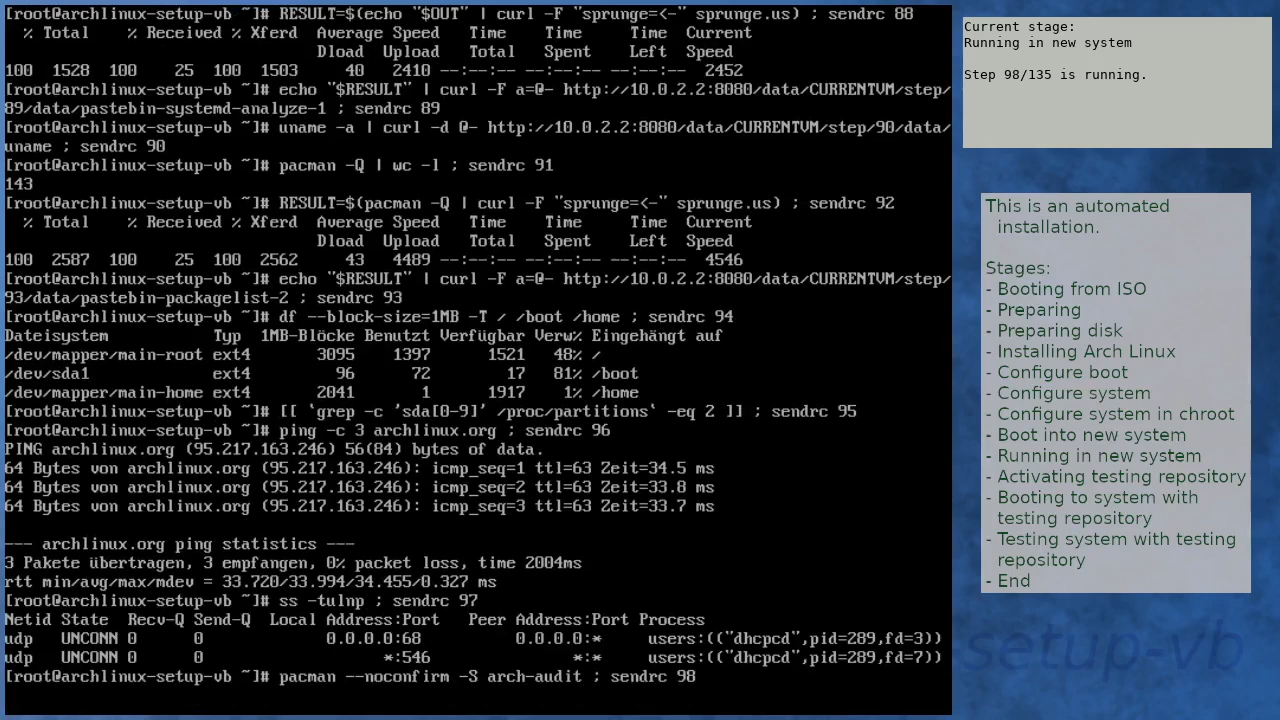 [root@archlinux-setup-vb ~]# RESULT=$(echo "$OUT" | curl -F "sprunge=<-" sprunge.us) ; sendrc 88
% Total % Received % Xferd Average Speed Time Time Time Current
Dload Upload Total Spent Left Speed
100 1528 100 25 100 1503 40 2410 --:--:-- --:--:-- --:--:-- 2452
[root@archlinux-setup-vb ~]# echo "$RESULT" | curl -F a=@- http://10.0.2.2:8080/data/CURRENTVM/step/
89/data/pastebin-systemd-analyze-1 ; sendrc 89
[root@archlinux-setup-vb ~]# uname -a | curl -d @- http://10.0.2.2:8080/data/CURRENTVM/step/90/data/
uname ; sendrc 90
[root@archlinux-setup-vb ~]# pacman -Q | wc -l ; sendrc 91
143
[root@archlinux-setup-vb ~]# RESULT=$(pacman -Q | curl -F "sprunge=<-" sprunge.us) ; sendrc 92
% Total % Received % Xferd Average Speed Time Time Time Current
Dload Upload Total Spent Left Speed
100 2587 100 25 100 2562 43 4489 --:--:-- --:--:-- --:--:-- 4546
[root@archlinux-setup-vb ~]# echo "$RESULT" | curl -F a=@- http://10.0.2.2:8080/data/CURRENTVM/step/
93/data/pastebin-packagelist-2 ; sendrc 93
[root@archlinux-setup-vb ~]# df --block-size=1MB -T / /boot /home ; sendrc 94
Dateisystem Typ 1MB-Blöcke Benutzt Verfügbar Verw% Eingehängt auf
/dev/mapper/main-root ext4 3095 1397 1521 48% /
/dev/sda1 ext4 96 72 17 81% /boot
/dev/mapper/main-home ext4 2041 1 1917 1% /home
[root@archlinux-setup-vb ~]# [[ `grep -c 'sda[0-9]' /proc/partitions` -eq 2 ]] ; sendrc 95
[root@archlinux-setup-vb ~]# ping -c 3 archlinux.org ; sendrc 96
PING archlinux.org (95.217.163.246) 56(84) bytes of data.
64 Bytes von archlinux.org (95.217.163.246): icmp_seq=1 ttl=63 Zeit=34.5 ms
64 Bytes von archlinux.org (95.217.163.246): icmp_seq=2 ttl=63 Zeit=33.8 ms
64 Bytes von archlinux.org (95.217.163.246): icmp_seq=3 ttl=63 Zeit=33.7 ms
--- archlinux.org ping statistics ---
3 Pakete übertragen, 3 empfangen, 0% packet loss, time 2004ms
rtt min/avg/max/mdev = 33.720/33.994/34.455/0.327 ms
[root@archlinux-setup-vb ~]# ss -tulnp ; sendrc 97
Netid State Recv-Q Send-Q Local Address:Port Peer Address:Port Process
udp UNCONN 0 0 0.0.0.0:68 0.0.0.0:* users:(("dhcpcd",pid=289,fd=3))
udp UNCONN 0 0 *:546 *:* users:(("dhcpcd",pid=289,fd=7))
[root@archlinux-setup-vb ~]# pacman --noconfirm -S arch-audit ; sendrc 98
Current stage:
Running in new system
Step 98/135 is running.
This is an automated
installation.
Stages:
- Booting from ISO
- Preparing
- Preparing disk
- Installing Arch Linux
- Configure boot
- Configure system
- Configure system in chroot
- Boot into new system
- Running in new system
- Activating testing repository
- Booting to system with
testing repository
- Testing system with testing
repository
- End
setup-vb